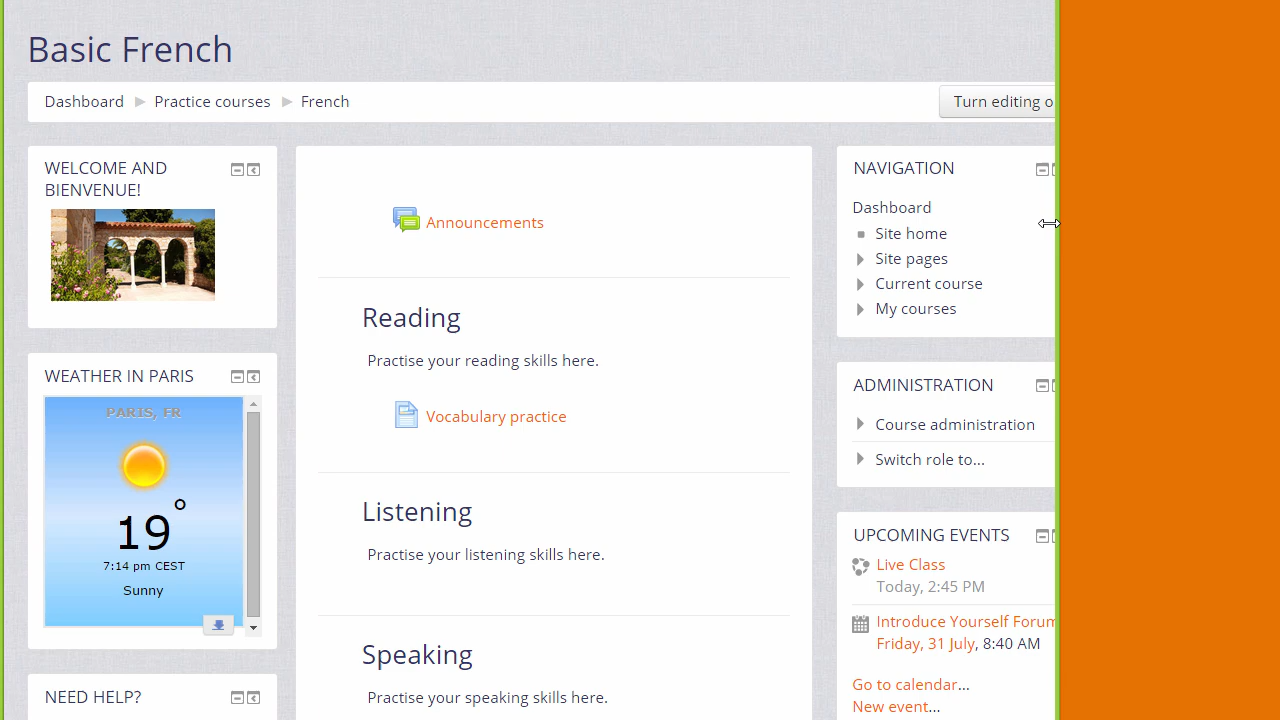 Basic French
Dashboard Practice courses French
Turn editing o
WELCOME AND
BIENVENUE!
WEATHER IN PARIS
PARIS, FR
19°
7:14 pm CEST
Sunny
NEED HELP?
Announcements
Reading
Practise your reading skills here.
Vocabulary practice
Listening
Practise your listening skills here.
Speaking
Practise your speaking skills here.
NAVIGATION
Dashboard
Site home
Site pages
Current course
My courses
ADMINISTRATION
Course administration
Switch role to...
UPCOMING EVENTS
Live Class
Today, 2:45 PM
Introduce Yourself Forum
Friday, 31 July, 8:40 AM
Go to calendar...
New event...